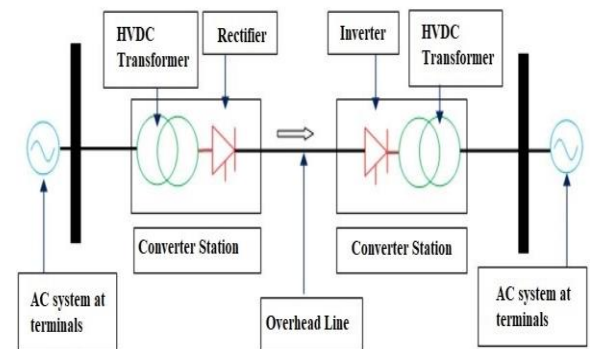 HVDC
Transformer
Rectifier
Inverter
HVDC
Transformer
Converter Station
Converter Station
AC system at
terminals
Overhead Line
AC system at
terminals